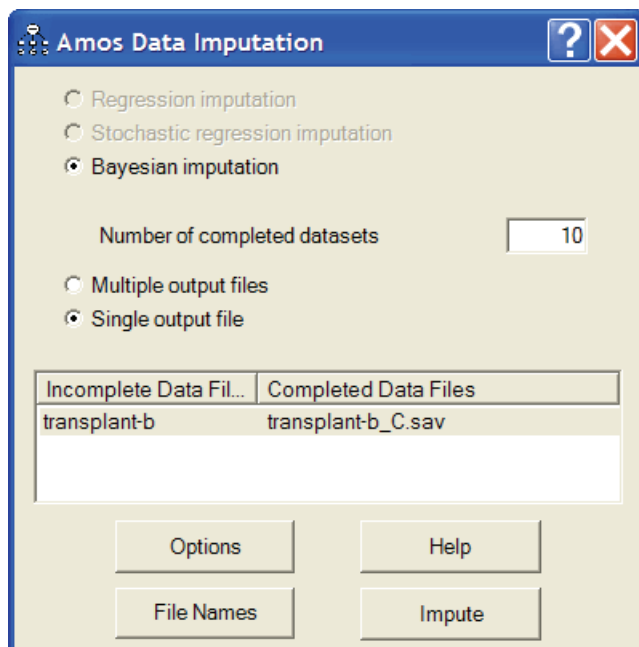 Amos Data Imputation
Regression imputation
Stochastic regression imputation
Bayesian imputation
Number of completed datasets 10
Multiple output files
Single output file
Incomplete Data Fil... Completed Data Files
transplant-b transplant-b_C.sav
Options Help
File Names Impute